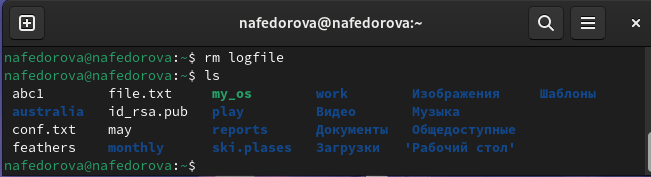 nafedorova@nafedorova:~
nafedorova@nafedorova:~$ rm logfile
nafedorova@nafedorova:~$ ls
abc1 file.txt my_os work Изображения Шаблоны
australia id_rsa.pub play Видео Музыка
conf.txt may reports Документы Общедоступные
feathers monthly ski.plases Загрузки 'Рабочий стол'
nafedorova@nafedorova:~$